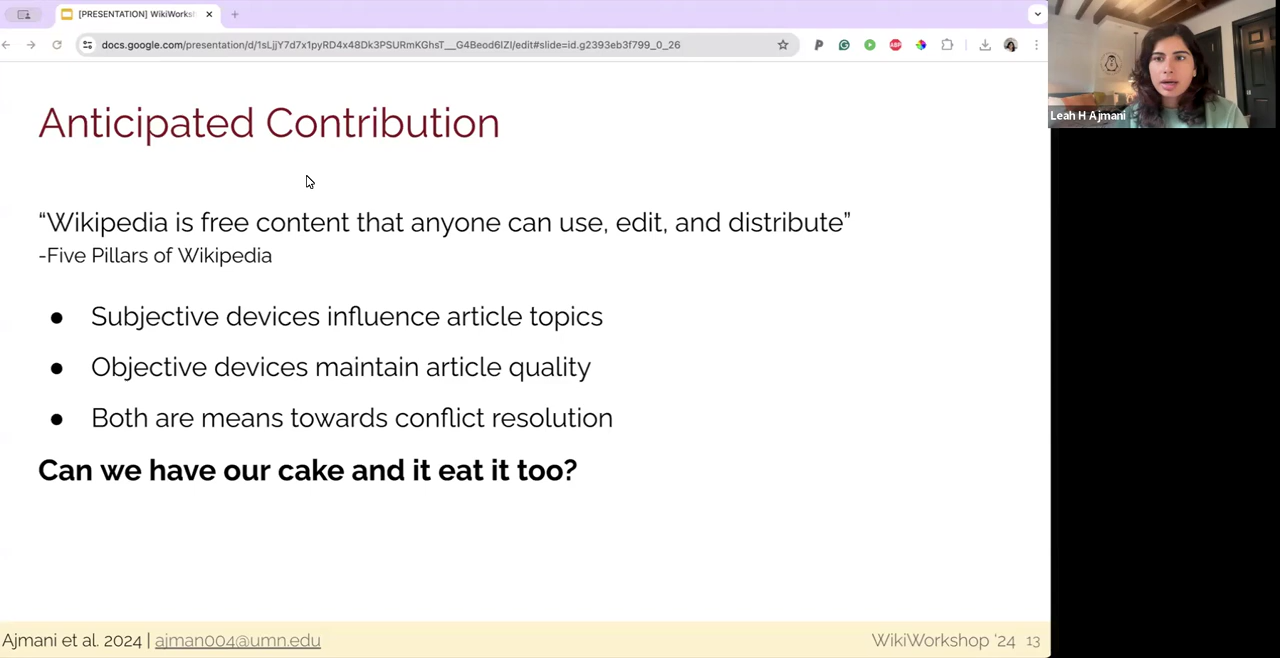 [PRESENTATION] WikiWorksh
docs.google.com/presentation/d/1sLjjY7d7x1pyRD4x48Dk3PSURmKGhsT__G4Beod6IZI/edit#slide=id.g2393eb3f799_0_26
ABP
Leah H Ajmani
Anticipated Contribution
“Wikipedia is free content that anyone can use, edit, and distribute”
-Five Pillars of Wikipedia
● Subjective devices influence article topics
● Objective devices maintain article quality
● Both are means towards conflict resolution
Can we have our cake and it eat it too?
Ajmani et al. 2024 | ajman004@umn.edu
WikiWorkshop ‘24 13